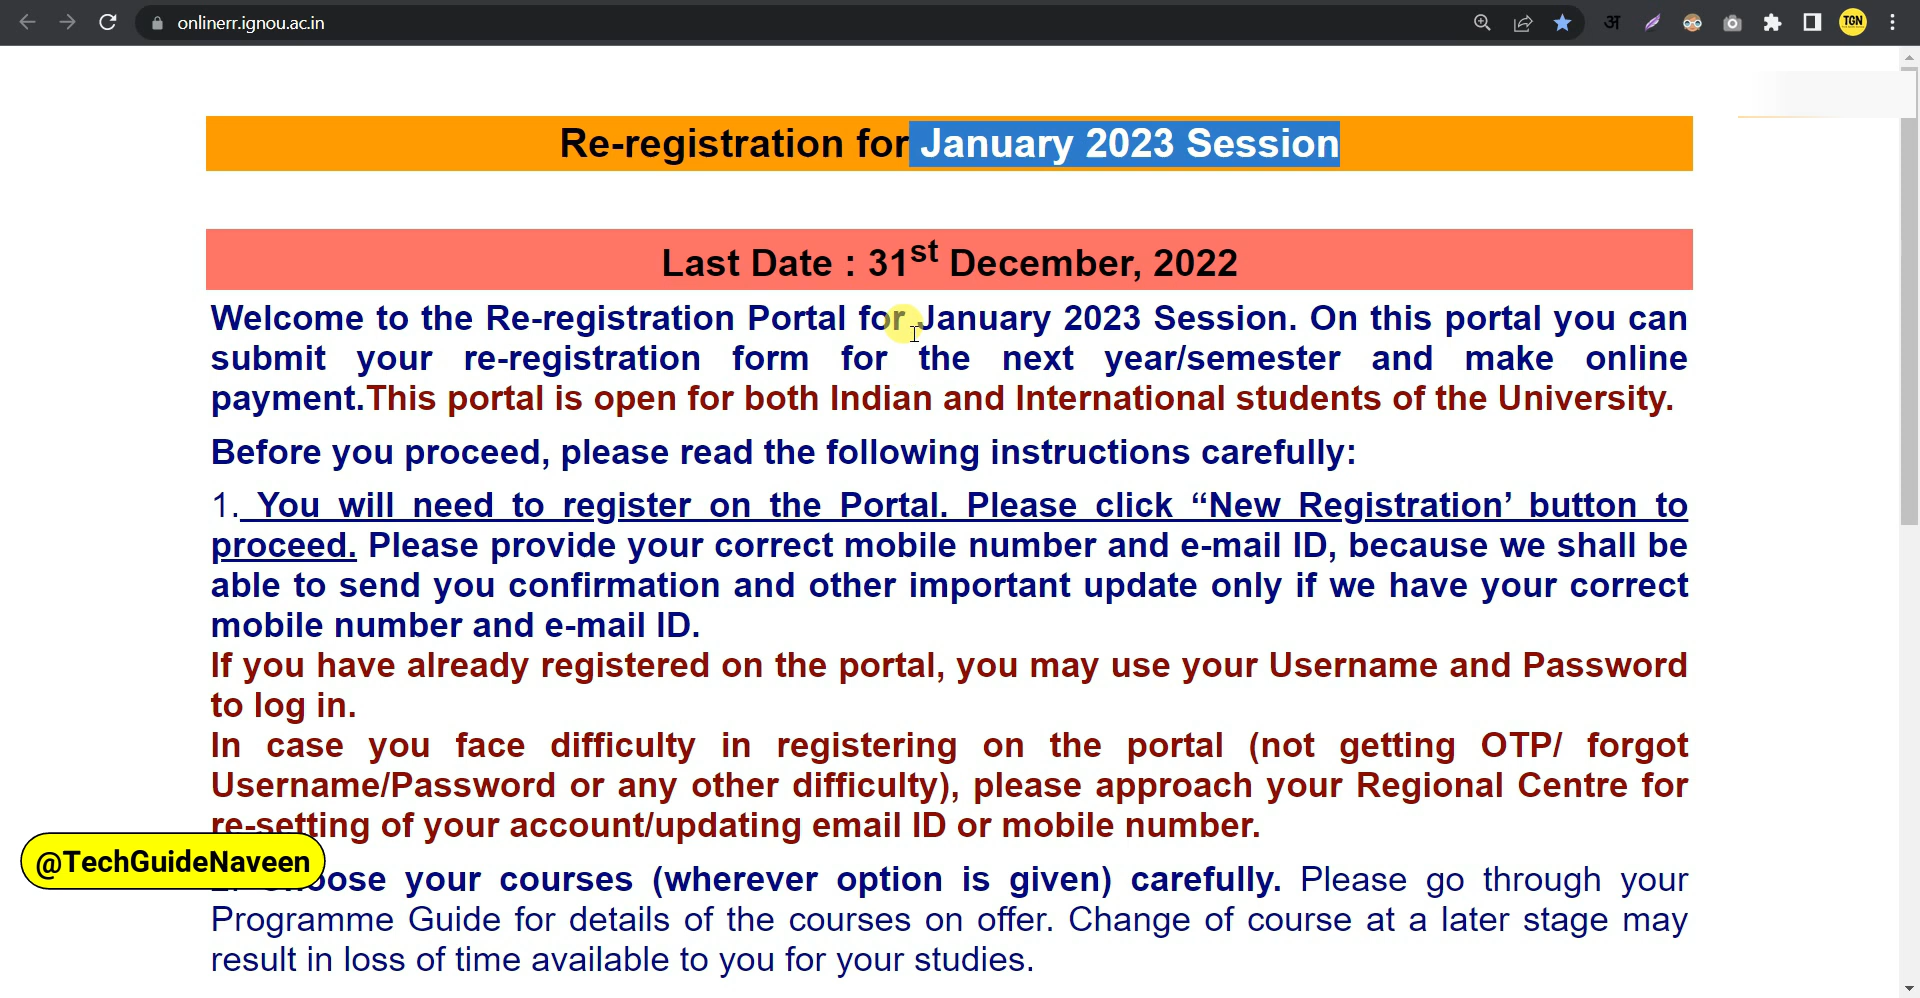 onlinerr.ignou.ac.in
अ
TGN
Re-registration for January 2023 Session
Last Date : 31st December, 2022
Welcome to the Re-registration Portal for January 2023 Session. On this portal you can
submit your re-registration form for the next year/semester and make online
payment.This portal is open for both Indian and International students of the University.
Before you proceed, please read the following instructions carefully:
1. You will need to register on the Portal. Please click “New Registration’ button to
proceed. Please provide your correct mobile number and e-mail ID, because we shall be
able to send you confirmation and other important update only if we have your correct
mobile number and e-mail ID.
If you have already registered on the portal, you may use your Username and Password
to log in.
In case you face difficulty in registering on the portal (not getting OTP/ forgot
Username/Password or any other difficulty), please approach your Regional Centre for
re-setting of your account/updating email ID or mobile number.
@TechGuideNaveen
your courses (wherever option is given) carefully. Please go through your
Programme Guide for details of the courses on offer. Change of course at a later stage may
result in loss of time available to you for your studies.